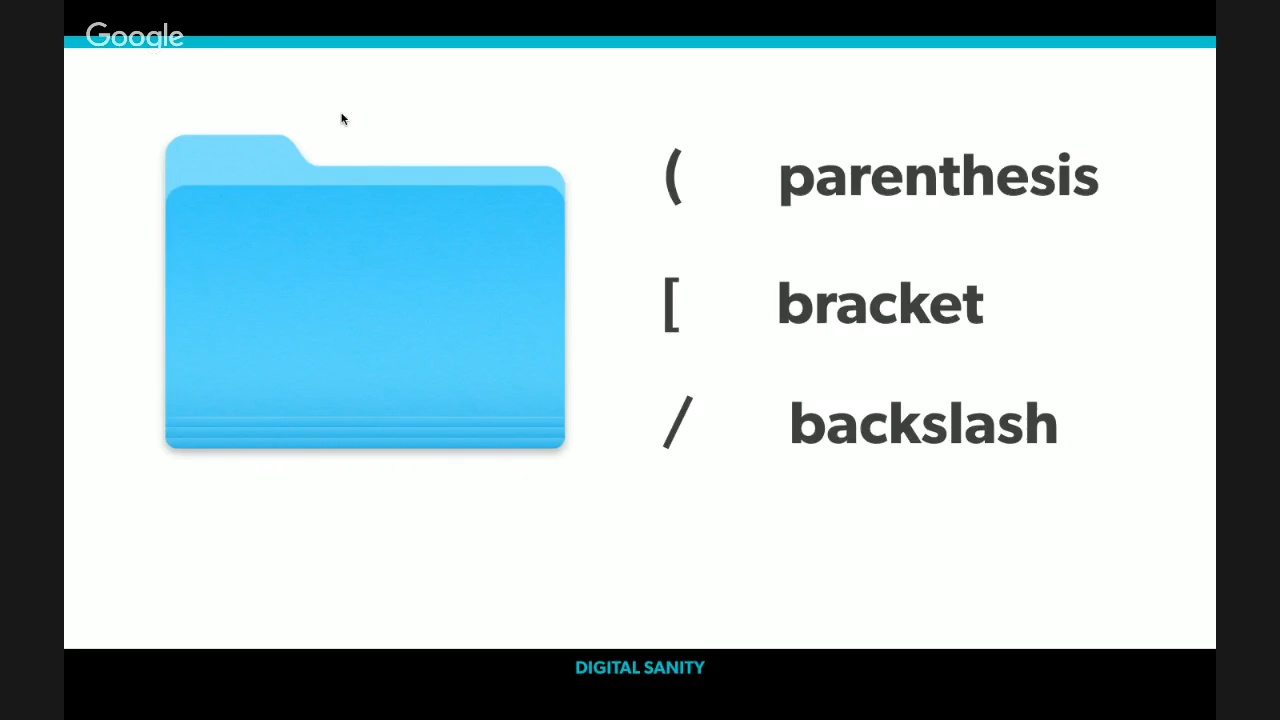 Google
( parenthesis
[ bracket
/ backslash
DIGITAL SANITY